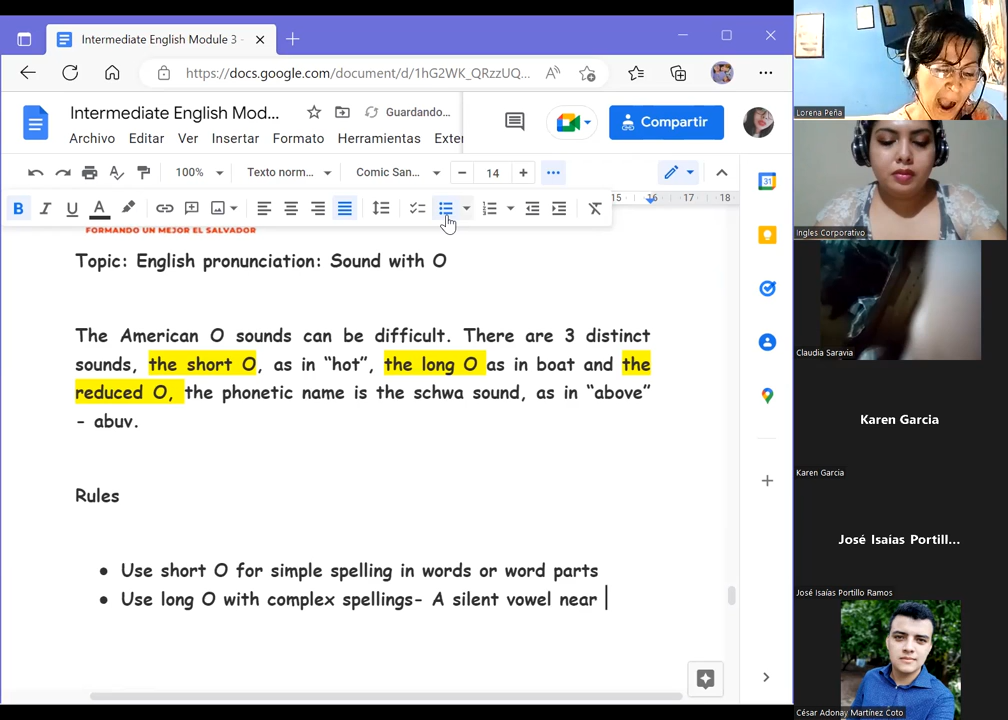 Intermediate English Module 3 -
https://docs.google.com/document/d/1hG2WK_QRzzUQ...
Intermediate English Mod...
Guardando...
Compartir
Archivo Editar Ver Insertar Formato Herramientas Exter
100% Texto norm... Comic San... 14
15 16 17 18
FORMANDO UN MEJOR EL SALVADOR
Topic: English pronunciation: Sound with O
The American O sounds can be difficult. There are 3 distinct
sounds, the short O, as in “hot”, the long O as in boat and the
reduced O, the phonetic name is the schwa sound, as in “above”
- abuv.
Rules
• Use short O for simple spelling in words or word parts
• Use long O with complex spellings- A silent vowel near
Lorena Peña
Ingles Corporativo
Claudia Saravia
Karen Garcia
Karen Garcia
José Isaías Portill...
José Isaías Portillo Ramos
César Adonay Martínez Coto